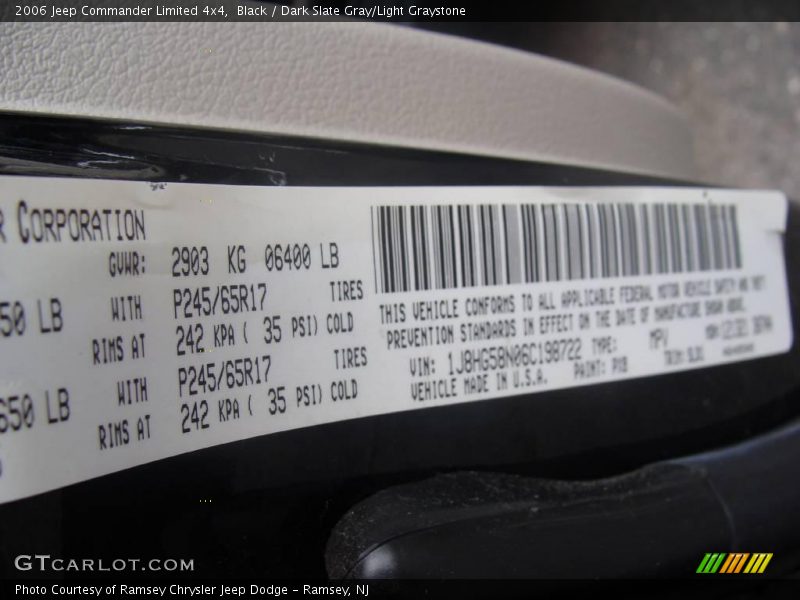 2006 Jeep Commander Limited 4x4,  Black / Dark Slate Gray/Light Graystone
R CORPORATION
GVWR: 2903 KG 06400 LB
50 LB WITH P245/65R17 TIRES
RIMS AT 242 KPA ( 35 PSI) COLD
650 LB WITH P245/65R17 TIRES
RIMS AT 242 KPA ( 35 PSI) COLD
THIS VEHICLE CONFORMS TO ALL APPLICABLE FEDERAL MOTOR VEHICLE SAFETY AND THEFT
PREVENTION STANDARDS IN EFFECT ON THE DATE OF MANUFACTURE SHOWN ABOVE.
VIN: 1J8HG58N06C198722 TYPE: MPV
VEHICLE MADE IN U.S.A. PAINT: TRIM:
GTCARLOT.COM
Photo Courtesy of Ramsey Chrysler Jeep Dodge - Ramsey, NJ